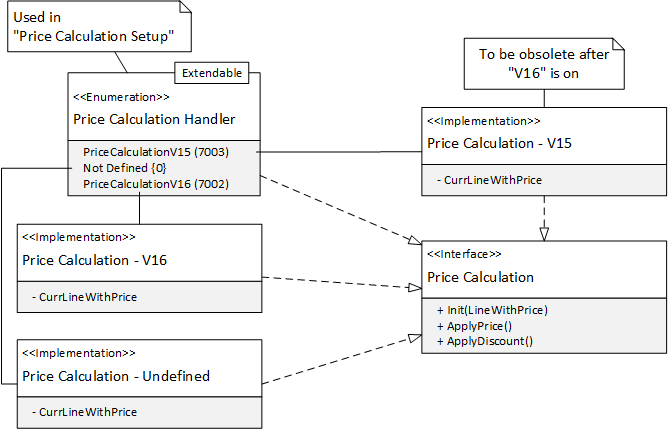 Used in
"Price Calculation Setup"
Extendable
<<Enumeration>>
Price Calculation Handler
PriceCalculationV15 (7003)
Not Defined {0}
PriceCalculationV16 (7002)
To be obsolete after
"V16" is on
<<Implementation>>
Price Calculation - V15
- CurrLineWithPrice
<<Implementation>>
Price Calculation - V16
- CurrLineWithPrice
<<Interface>>
Price Calculation
+ Init(LineWithPrice)
+ ApplyPrice()
+ ApplyDiscount()
<<Implementation>>
Price Calculation - Undefined
- CurrLineWithPrice